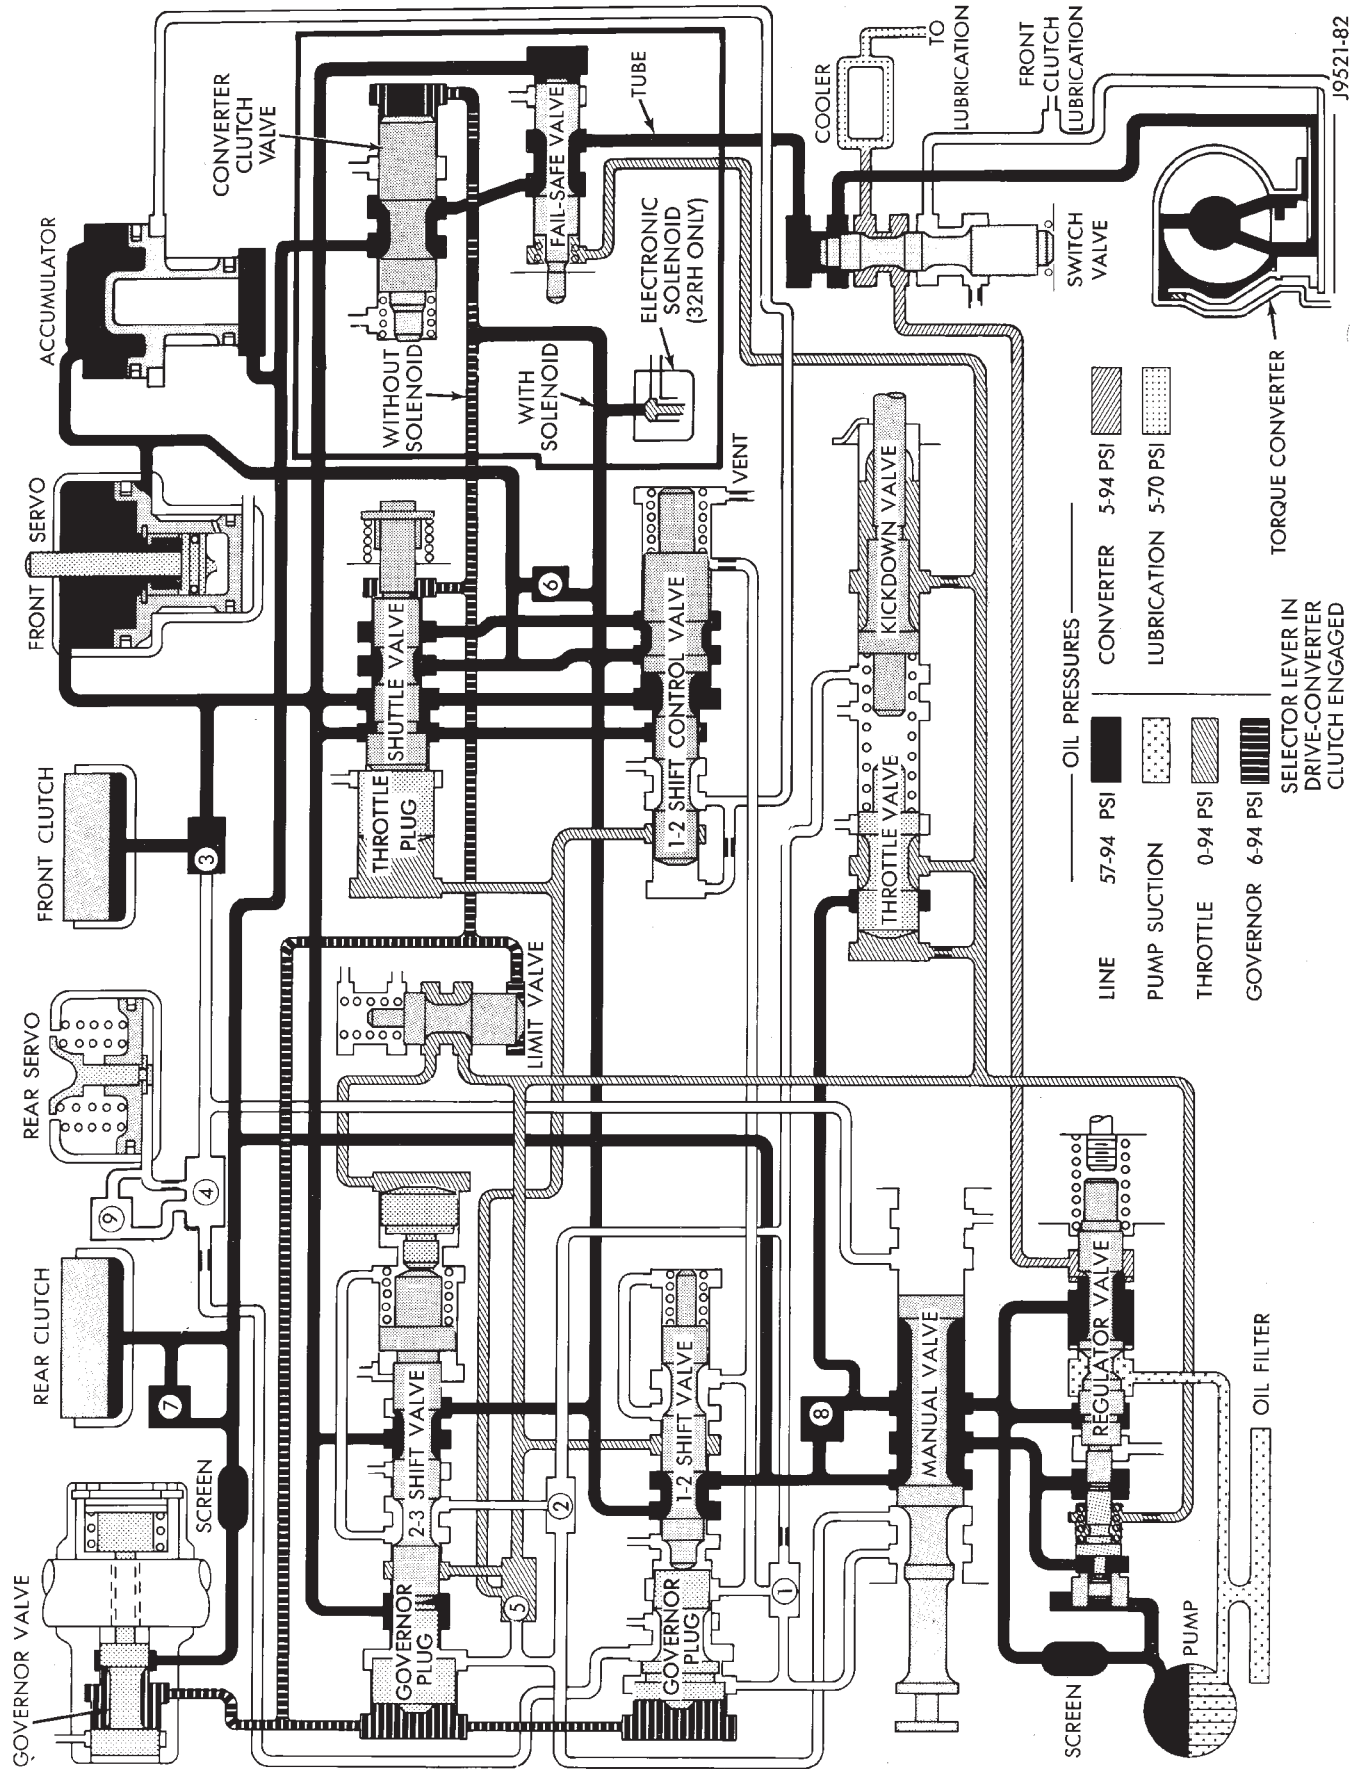 GOVERNOR VALVE
REAR CLUTCH
REAR SERVO
FRONT CLUTCH
FRONT SERVO
ACCUMULATOR
SCREEN
7
9
4
3
CONVERTER
CLUTCH
VALVE
GOVERNOR
PLUG
2-3 SHIFT VALVE
LIMIT VALVE
THROTTLE
PLUG
SHUTTLE VALVE
WITHOUT
SOLENOID
WITH
SOLENOID
FAIL-SAFE VALVE
TUBE
ELECTRONIC
SOLENOID
(32RH ONLY)
5
2
6
GOVERNOR
PLUG
1-2 SHIFT VALVE
1-2 SHIFT CONTROL VALVE
VENT
1
8
COOLER
TO
LUBRICATION
FRONT
CLUTCH
LUBRICATION
MANUAL VALVE
THROTTLE VALVE
KICKDOWN VALVE
SWITCH
VALVE
SCREEN
PUMP
REGULATOR VALVE
OIL FILTER
OIL PRESSURES
LINE 57-94 PSI
PUMP SUCTION
THROTTLE 0-94 PSI
GOVERNOR 6-94 PSI
CONVERTER 5-94 PSI
LUBRICATION 5-70 PSI
SELECTOR LEVER IN
DRIVE-CONVERTER
CLUTCH ENGAGED
TORQUE CONVERTER
J9521-82